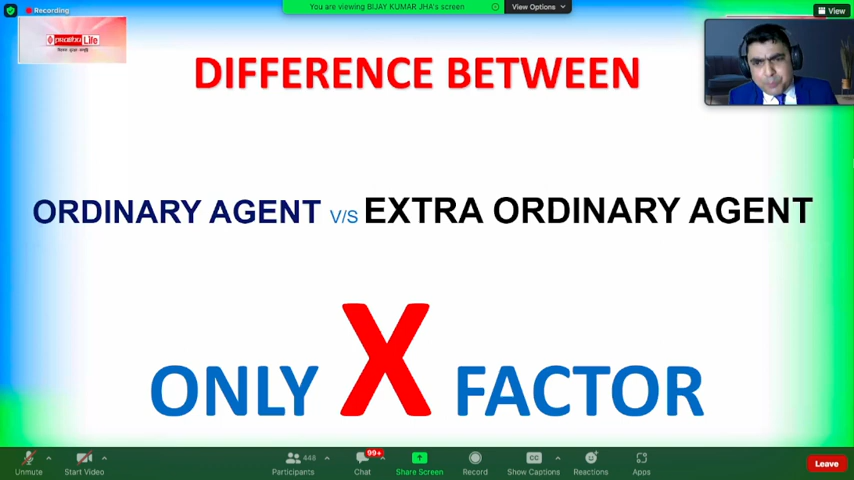 Recording
You are viewing BIJAY KUMAR JHA's screen
View Options
View
Life
DIFFERENCE BETWEEN
ORDINARY AGENT V/S EXTRA ORDINARY AGENT
ONLY X FACTOR
Unmute
Start Video
448
Participants
99+
Chat
Share Screen
Record
CC
Show Captions
Reactions
Apps
Leave